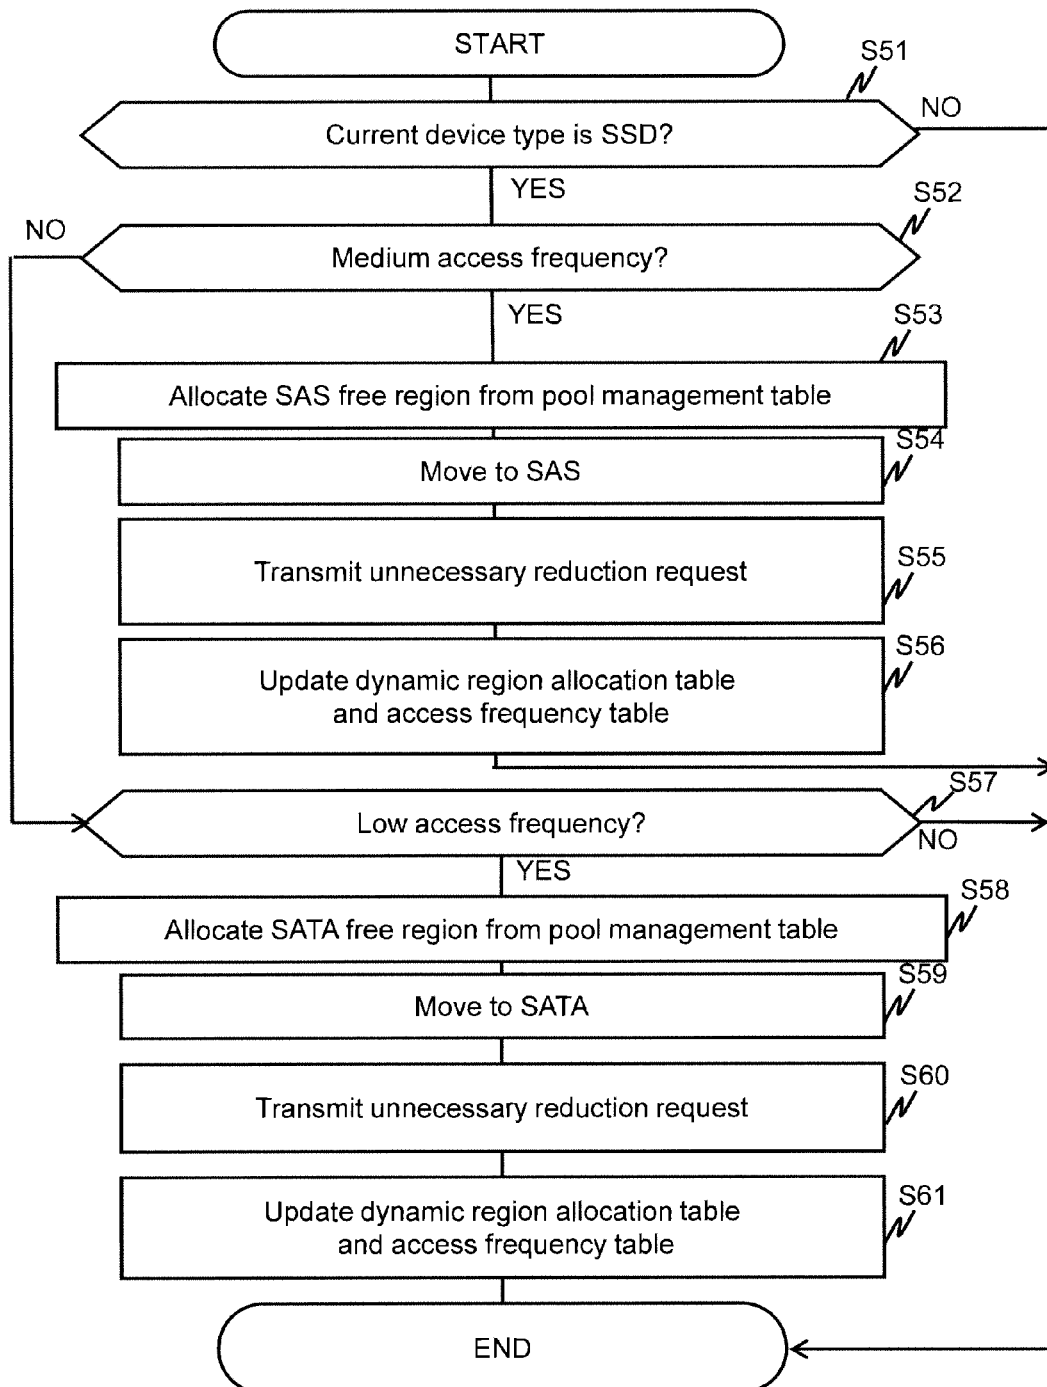 START
S51
NO
Current device type is SSD?
YES
S52
NO
Medium access frequency?
YES
S53
Allocate SAS free region from pool management table
S54
Move to SAS
S55
Transmit unnecessary reduction request
S56
Update dynamic region allocation table
and access frequency table
S57
Low access frequency?
NO
YES
S58
Allocate SATA free region from pool management table
S59
Move to SATA
S60
Transmit unnecessary reduction request
S61
Update dynamic region allocation table
and access frequency table
END